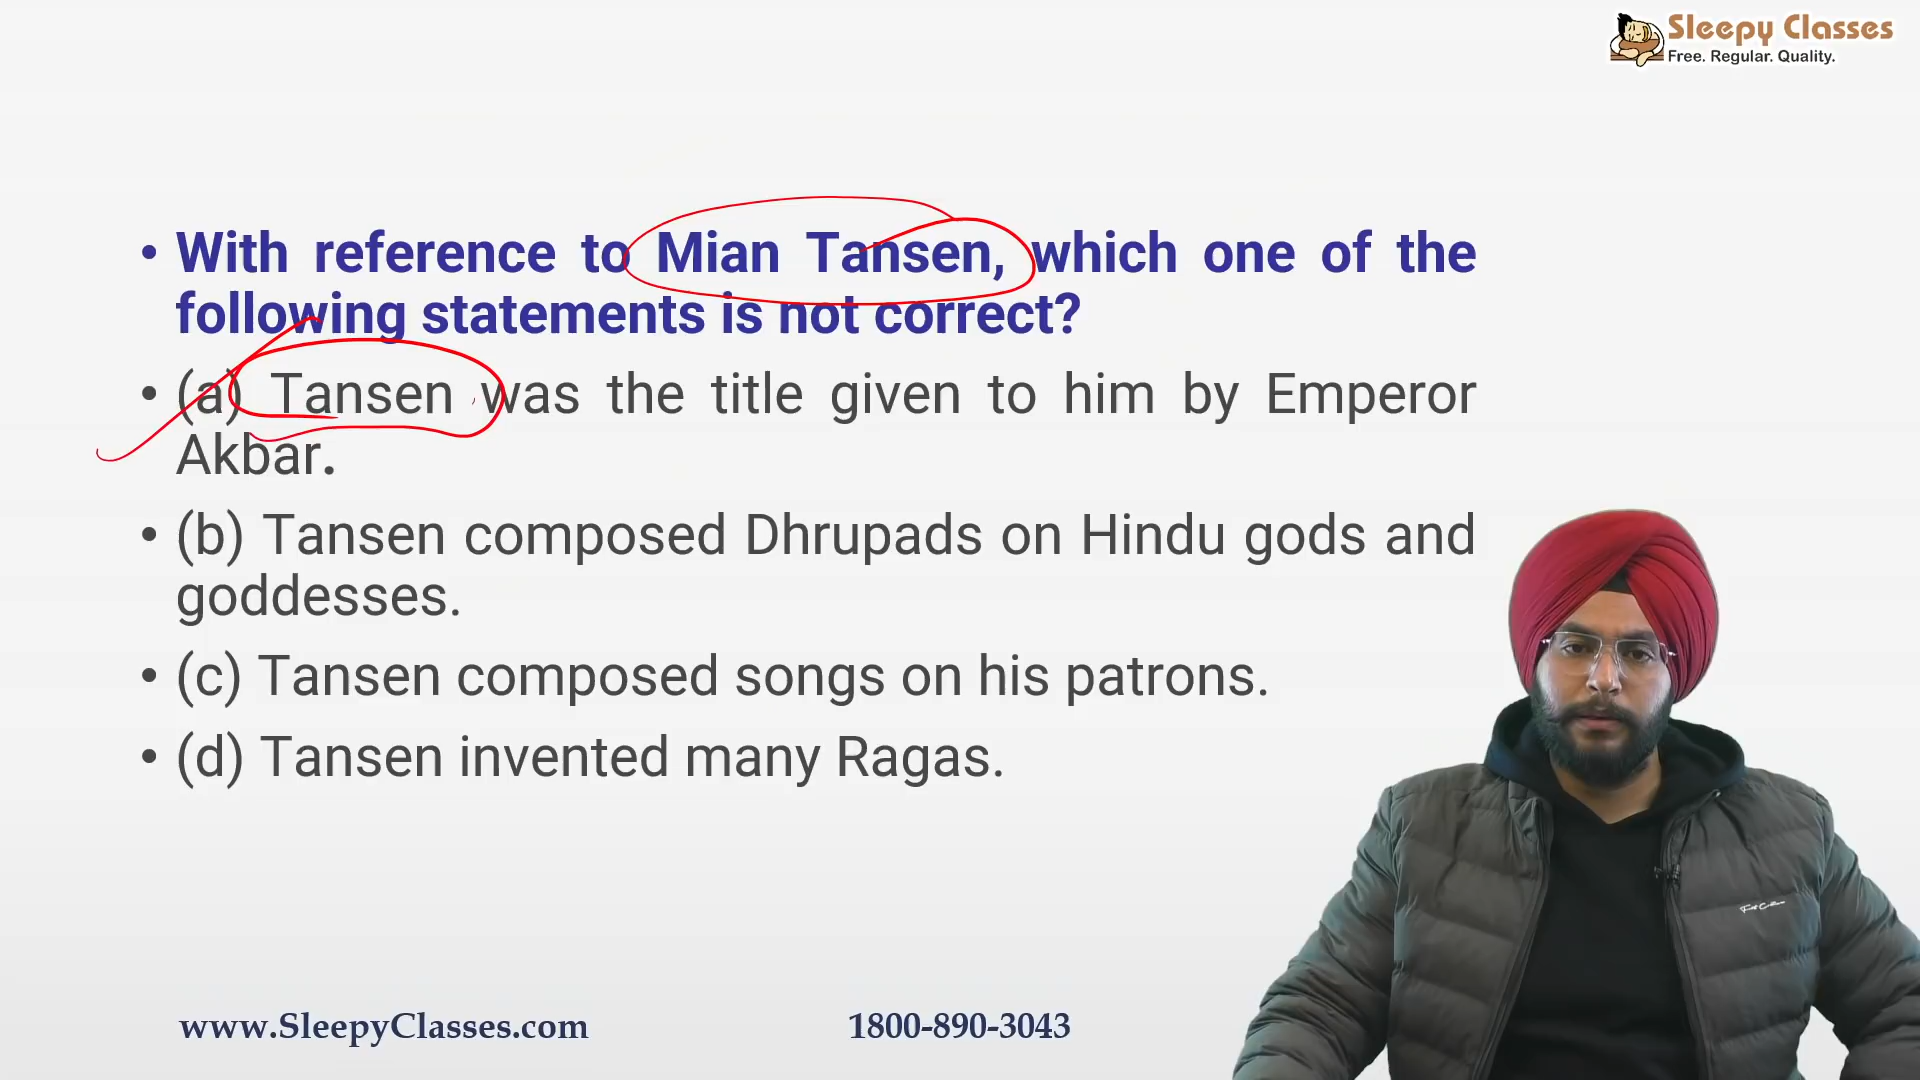 Sleepy Classes
Free. Regular. Quality.
• With reference to Mian Tansen, which one of the
following statements is not correct?
• (a) Tansen was the title given to him by Emperor
Akbar.
• (b) Tansen composed Dhrupads on Hindu gods and
goddesses.
• (c) Tansen composed songs on his patrons.
• (d) Tansen invented many Ragas.
www.SleepyClasses.com 1800-890-3043